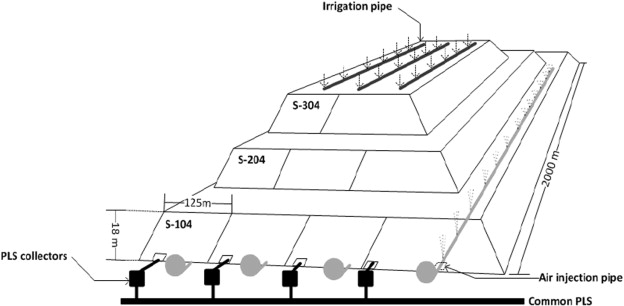 Irrigation pipe
S-304
S-204
125m
S-104
18 m
2000 m
PLS collectors
Air injection pipe
Common PLS